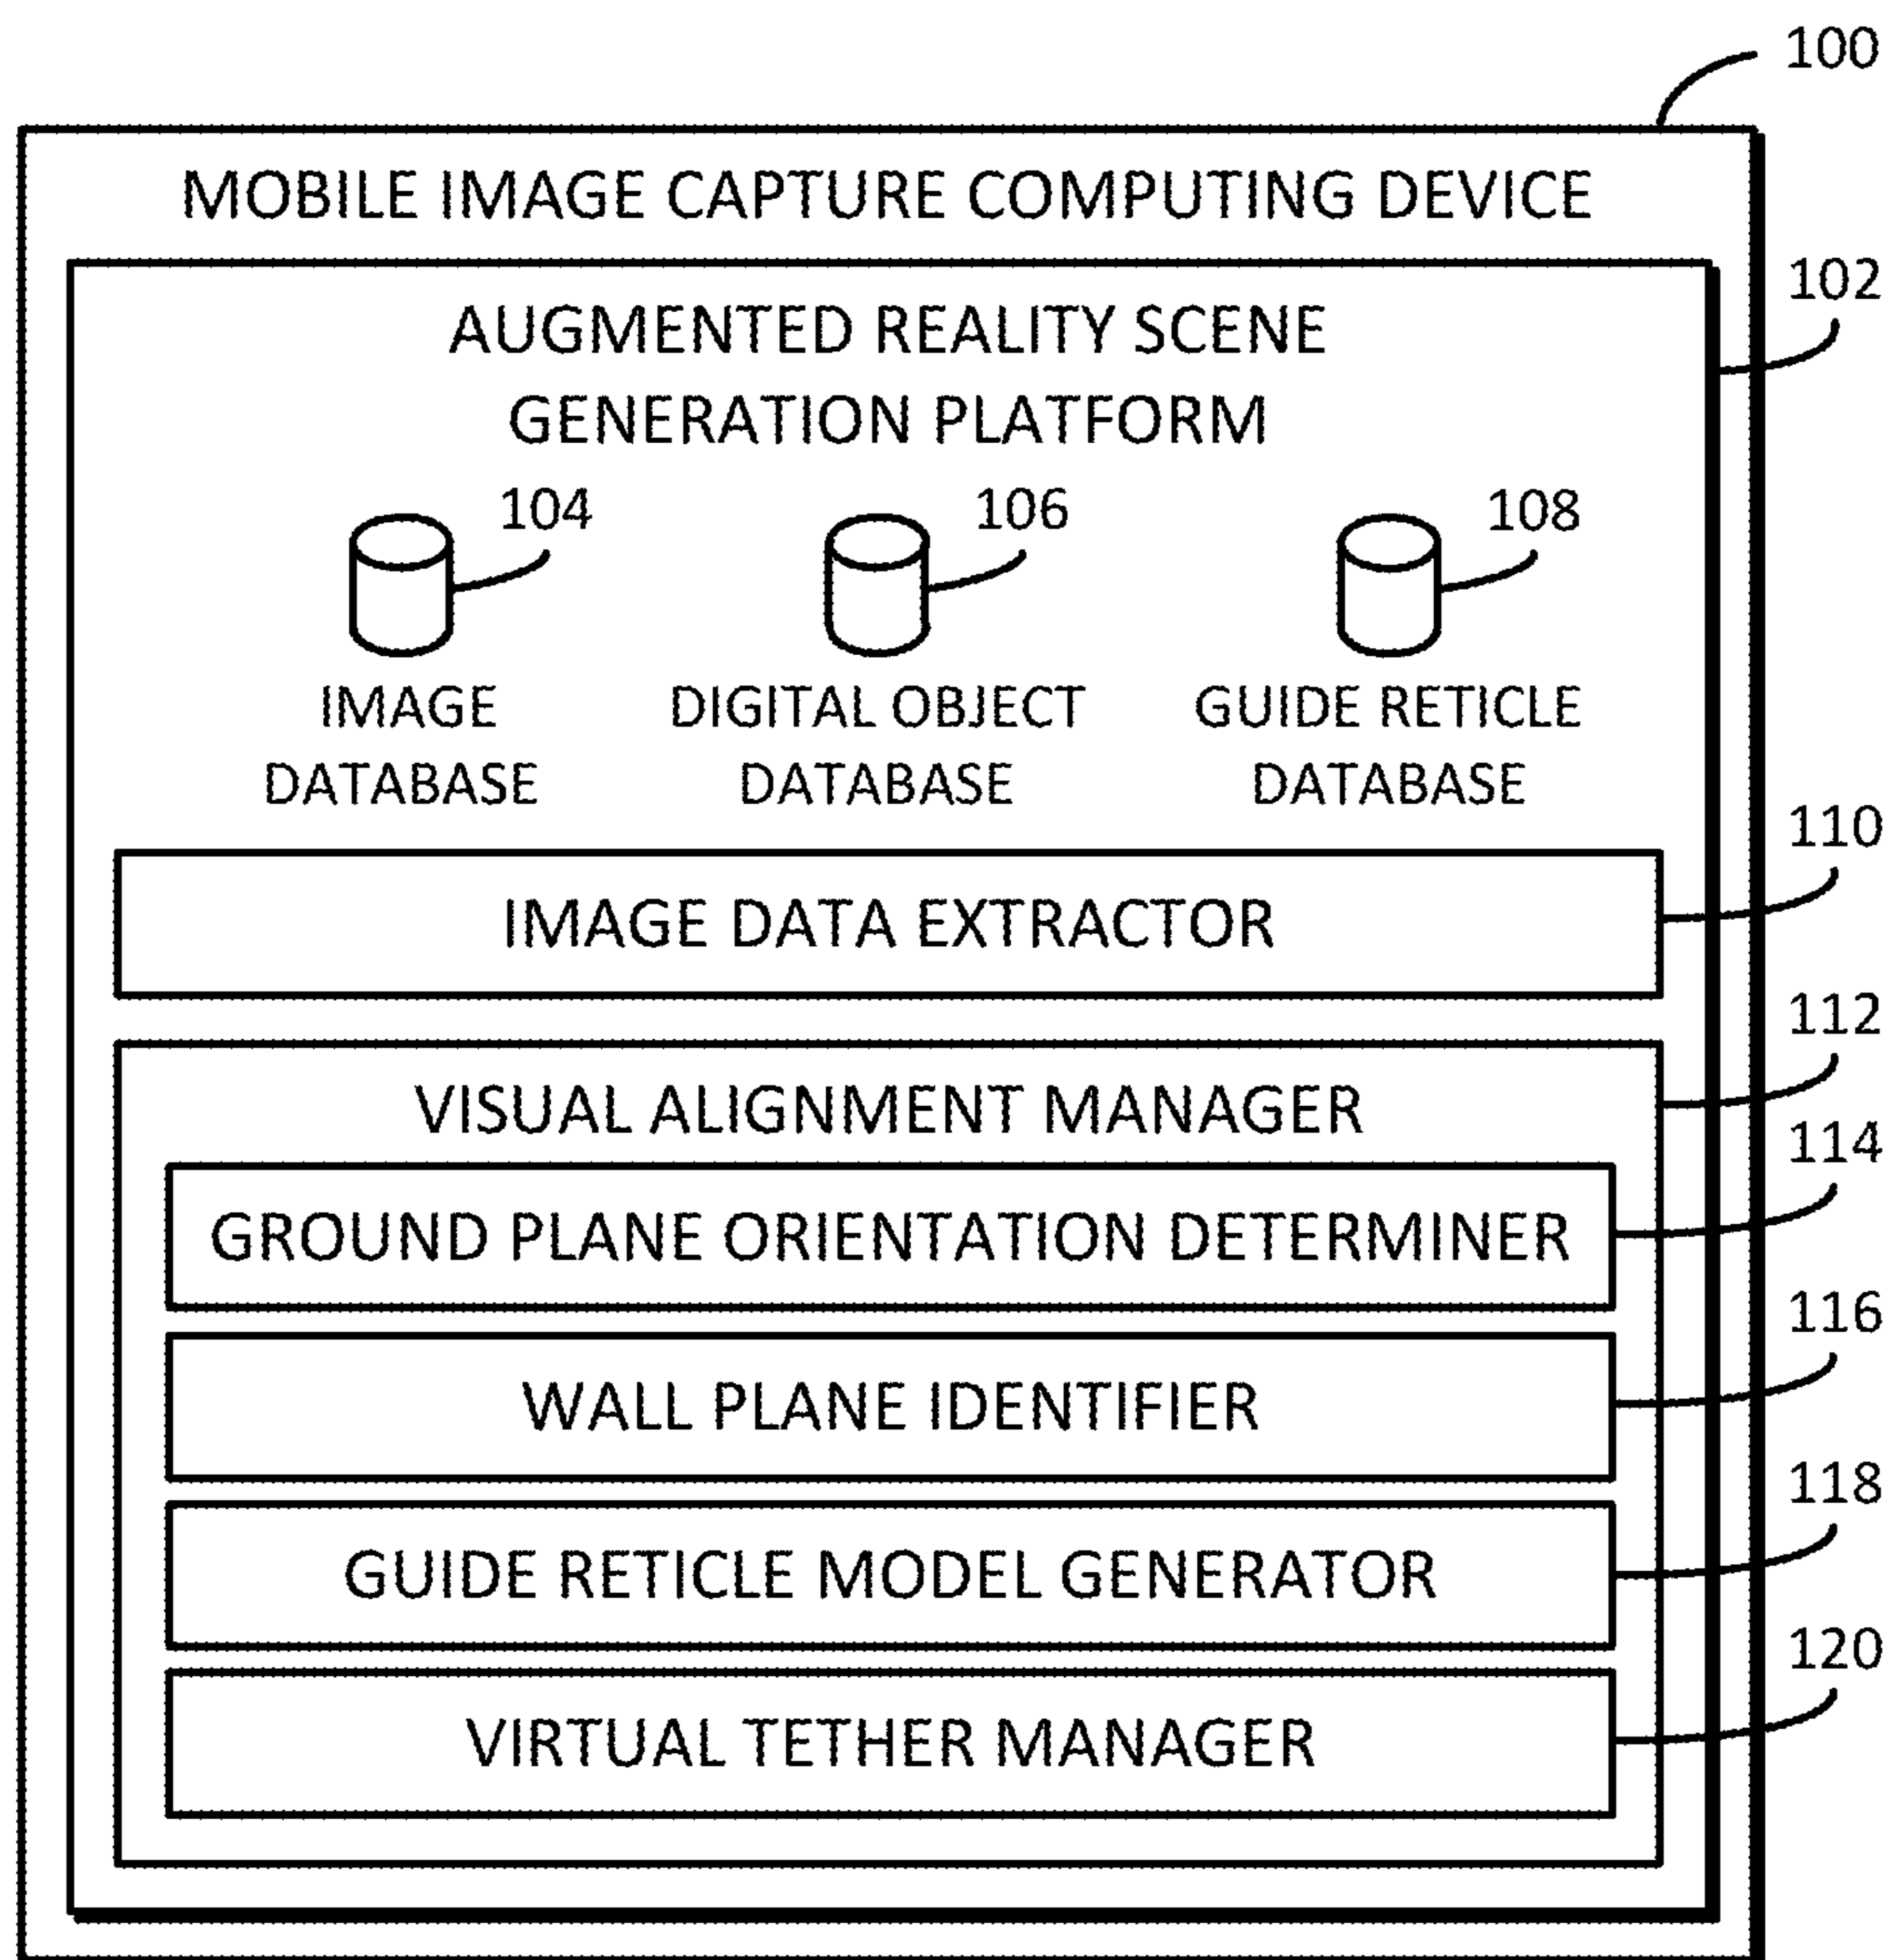 100
MOBILE IMAGE CAPTURE COMPUTING DEVICE
102
AUGMENTED REALITY SCENE
GENERATION PLATFORM
104 106 108
IMAGE DIGITAL OBJECT GUIDE RETICLE
DATABASE DATABASE DATABASE
110
IMAGE DATA EXTRACTOR
112
VISUAL ALIGNMENT MANAGER
114
GROUND PLANE ORIENTATION DETERMINER
116
WALL PLANE IDENTIFIER
118
GUIDE RETICLE MODEL GENERATOR
120
VIRTUAL TETHER MANAGER